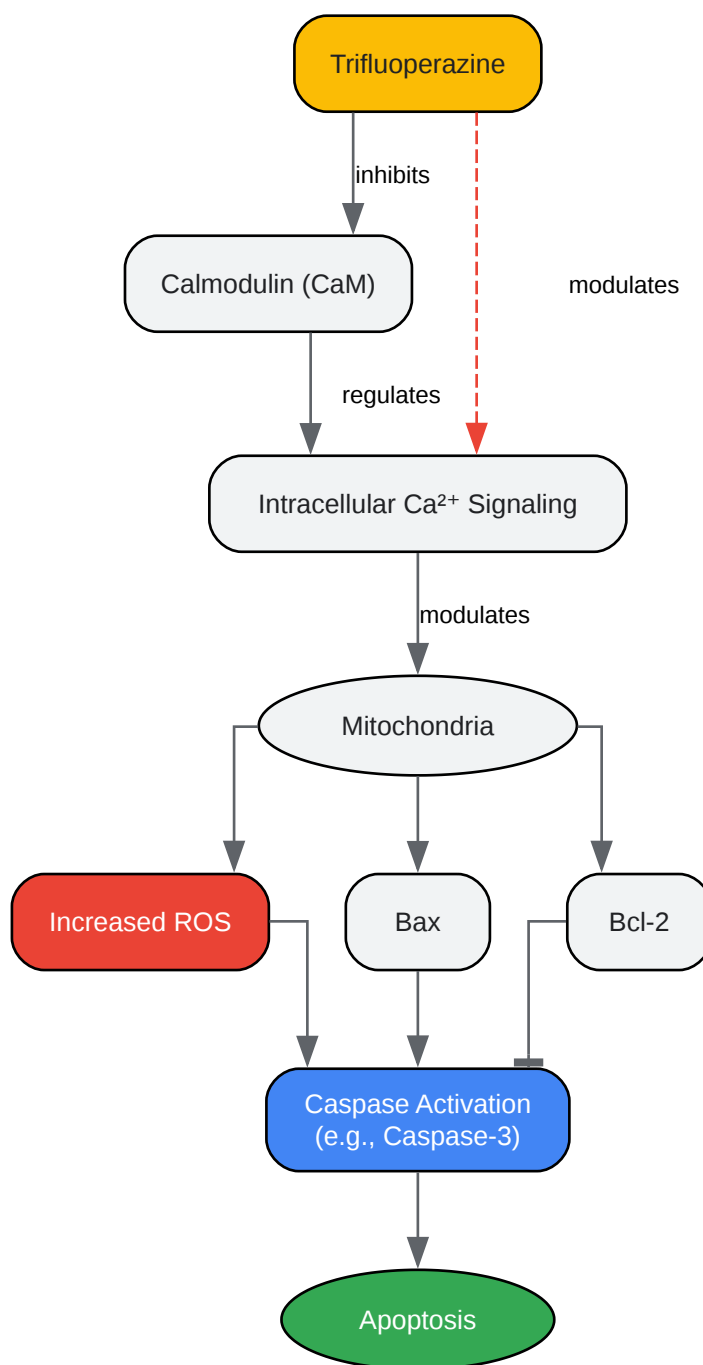 Trifluoperazine
inhibits
Calmodulin (CaM)
modulates
regulates
Intracellular Ca²⁺ Signaling
modulates
Mitochondria
Increased ROS
Bax
Bcl-2
Caspase Activation
(e.g., Caspase-3)
Apoptosis